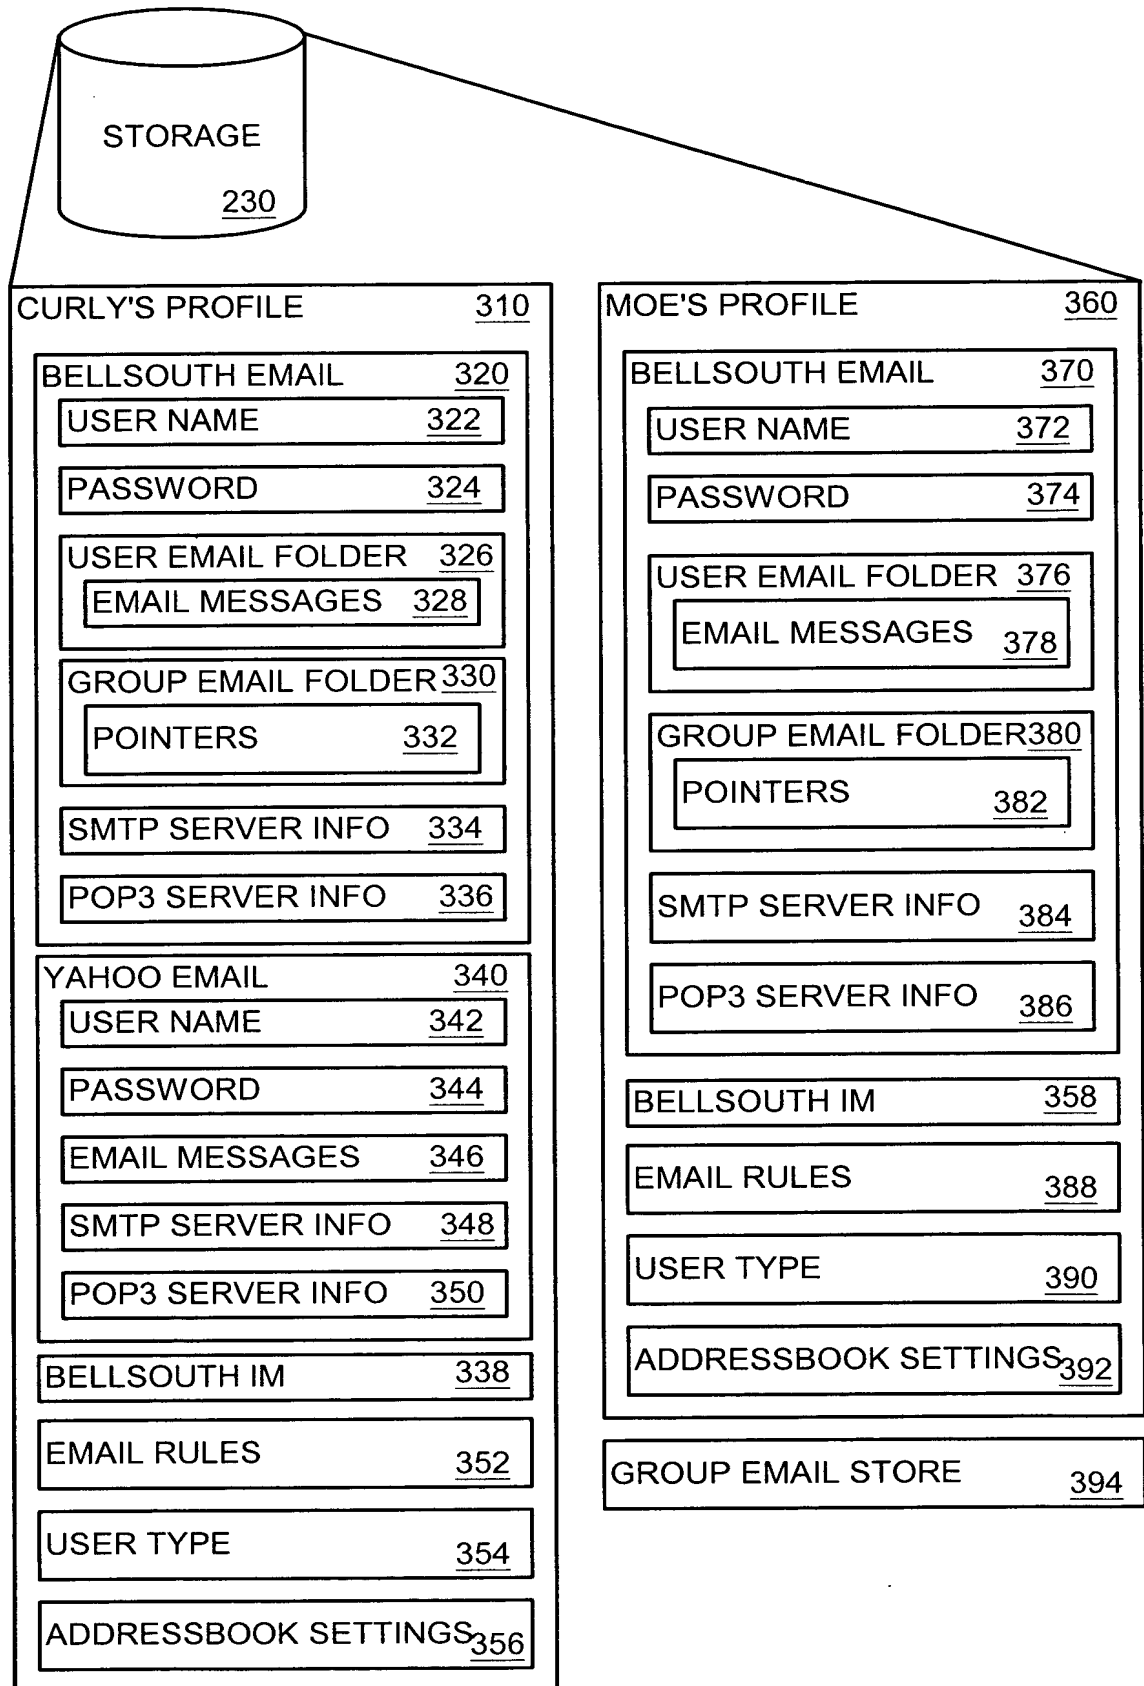 STORAGE
230
CURLY'S PROFILE 310
BELLSOUTH EMAIL 320
USER NAME 322
PASSWORD 324
USER EMAIL FOLDER 326
EMAIL MESSAGES 328
GROUP EMAIL FOLDER 330
POINTERS 332
SMTP SERVER INFO 334
POP3 SERVER INFO 336
YAHOO EMAIL 340
USER NAME 342
PASSWORD 344
EMAIL MESSAGES 346
SMTP SERVER INFO 348
POP3 SERVER INFO 350
BELLSOUTH IM 338
EMAIL RULES 352
USER TYPE 354
ADDRESSBOOK SETTINGS 356
MOE'S PROFILE 360
BELLSOUTH EMAIL 370
USER NAME 372
PASSWORD 374
USER EMAIL FOLDER 376
EMAIL MESSAGES 378
GROUP EMAIL FOLDER 380
POINTERS 382
SMTP SERVER INFO 384
POP3 SERVER INFO 386
BELLSOUTH IM 358
EMAIL RULES 388
USER TYPE 390
ADDRESSBOOK SETTINGS 392
GROUP EMAIL STORE 394